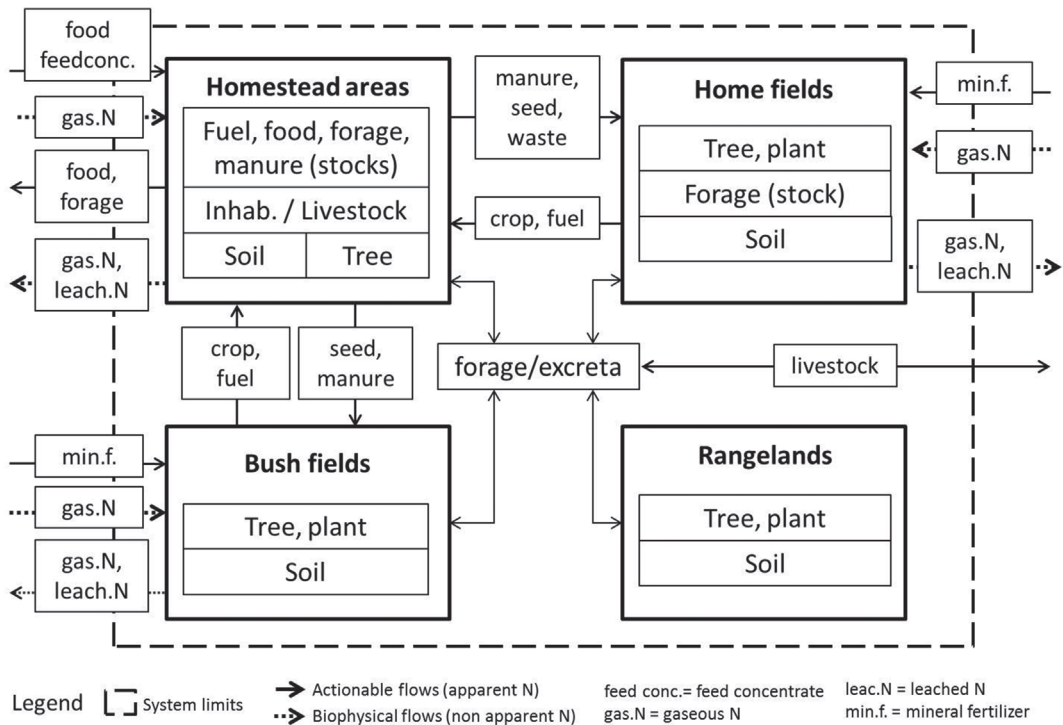 food
feedconc.
gas.N
food,
forage
gas.N,
leach.N
Homestead areas
Fuel, food, forage,
manure (stocks)
Inhab. / Livestock
Soil
Tree
manure,
seed,
waste
crop, fuel
Home fields
Tree, plant
Forage (stock)
Soil
min.f.
gas.N
gas.N,
leach.N
crop,
fuel
seed,
manure
forage/excreta
livestock
min.f.
gas.N
gas.N,
leach.N
Bush fields
Tree, plant
Soil
Rangelands
Tree, plant
Soil
Legend
System limits
Actionable flows (apparent N)
Biophysical flows (non apparent N)
feed conc.= feed concentrate
gas.N = gaseous N
leac.N = leached N
min.f. = mineral fertilizer